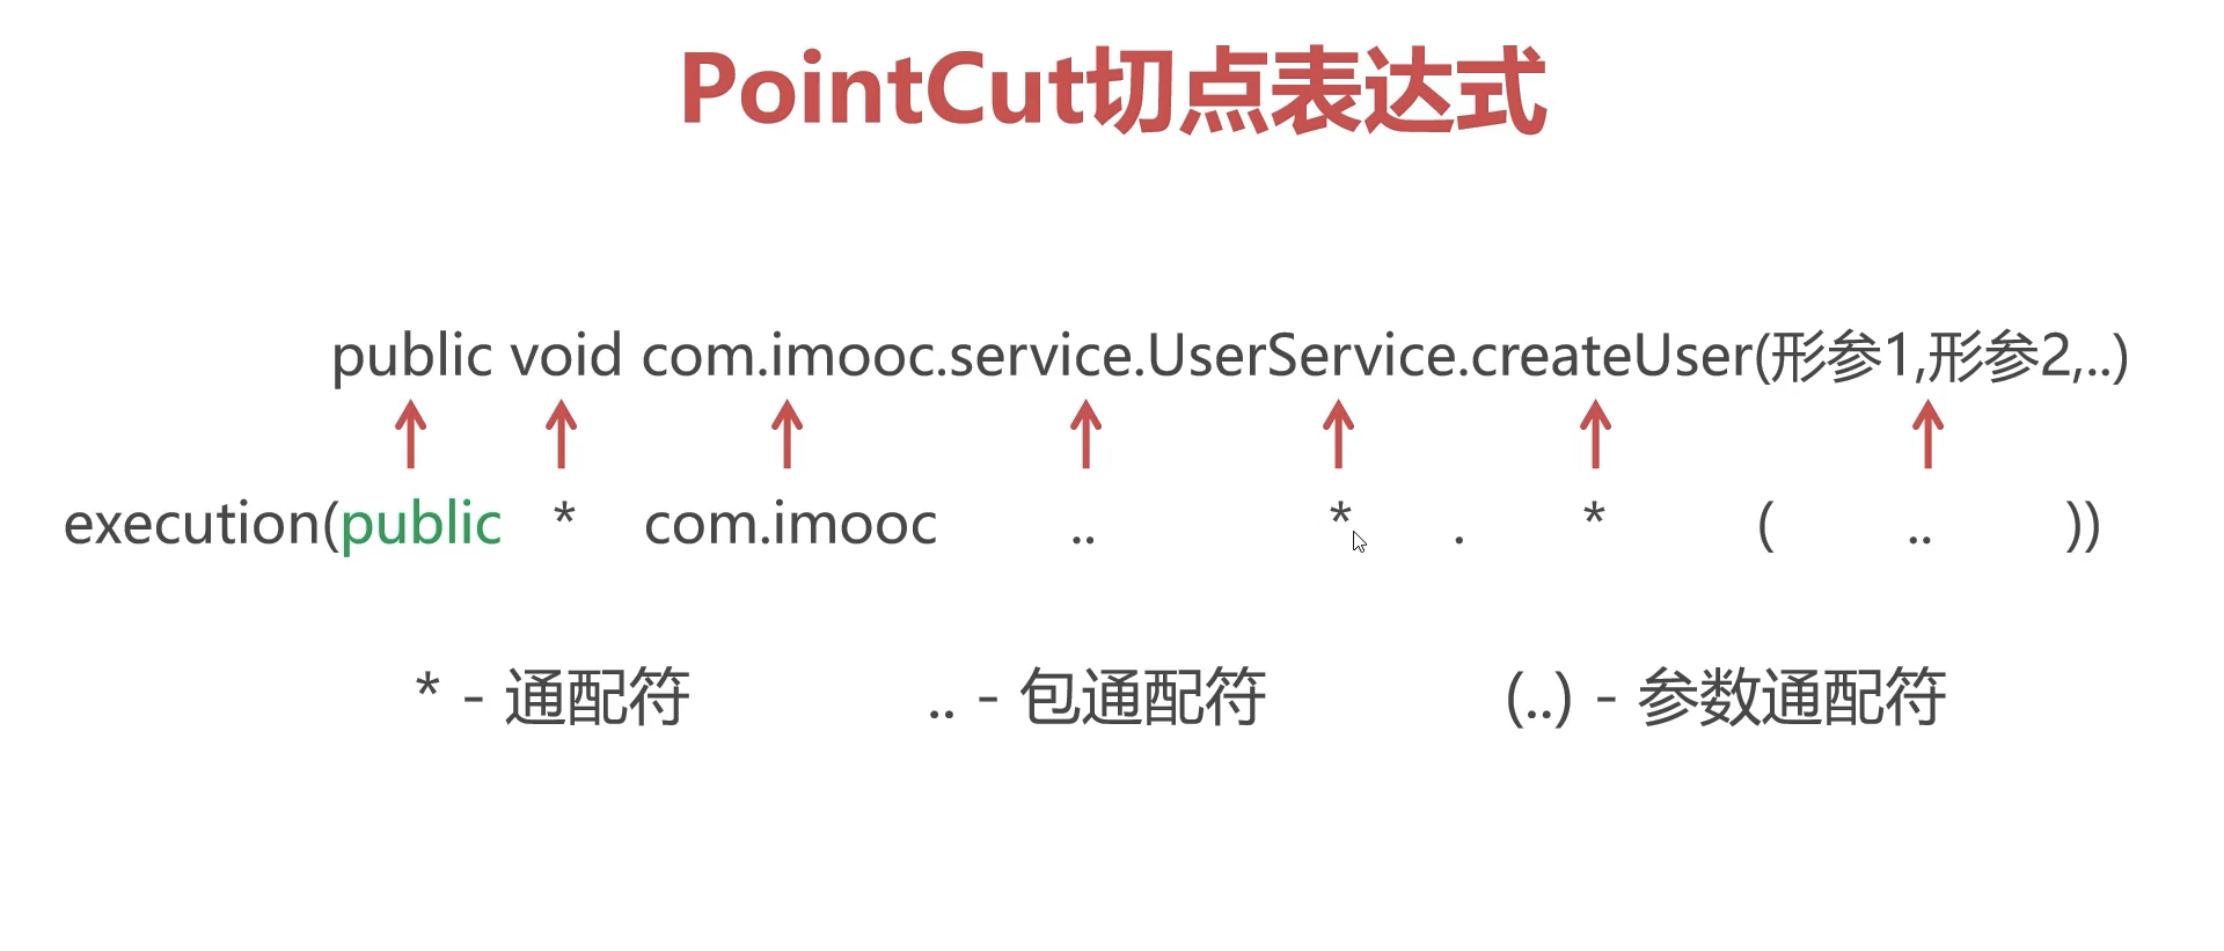 PointCut切点表达式
public void com.imooc.service.UserService.createUser(形参1,形参2,..)
execution(public * com.imooc .. * . * ( .. ))
* - 通配符 .. - 包通配符 (..) - 参数通配符